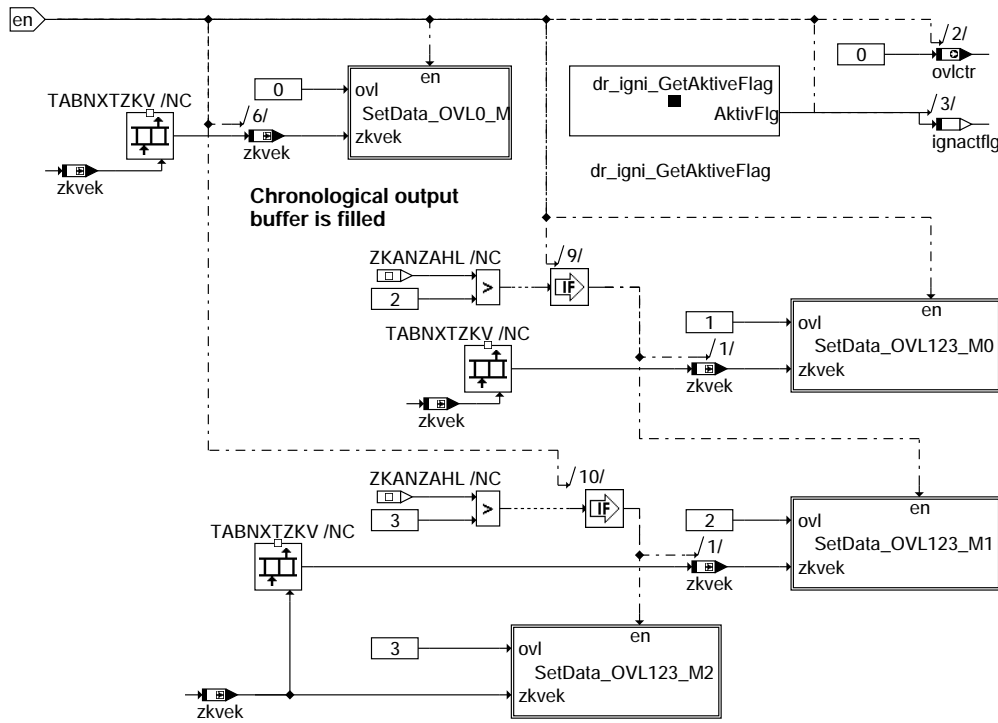 en
/2/
0
ovlctr
dr_igni_GetAktiveFlag
AktivFlg
/3/
ignactflg
dr_igni_GetAktiveFlag
en
0
ovl
SetData_OVL0_M
zkvek
TABNXTZKV /NC
/6/
zkvek
zkvek
Chronological output
buffer is filled
ZKANZAHL /NC
/9/
>
IF
2
en
1
ovl
SetData_OVL123_M0
zkvek
TABNXTZKV /NC
/1/
zkvek
zkvek
ZKANZAHL /NC
/10/
>
IF
3
en
2
ovl
SetData_OVL123_M1
zkvek
TABNXTZKV /NC
/1/
zkvek
en
3
ovl
SetData_OVL123_M2
zkvek
zkvek